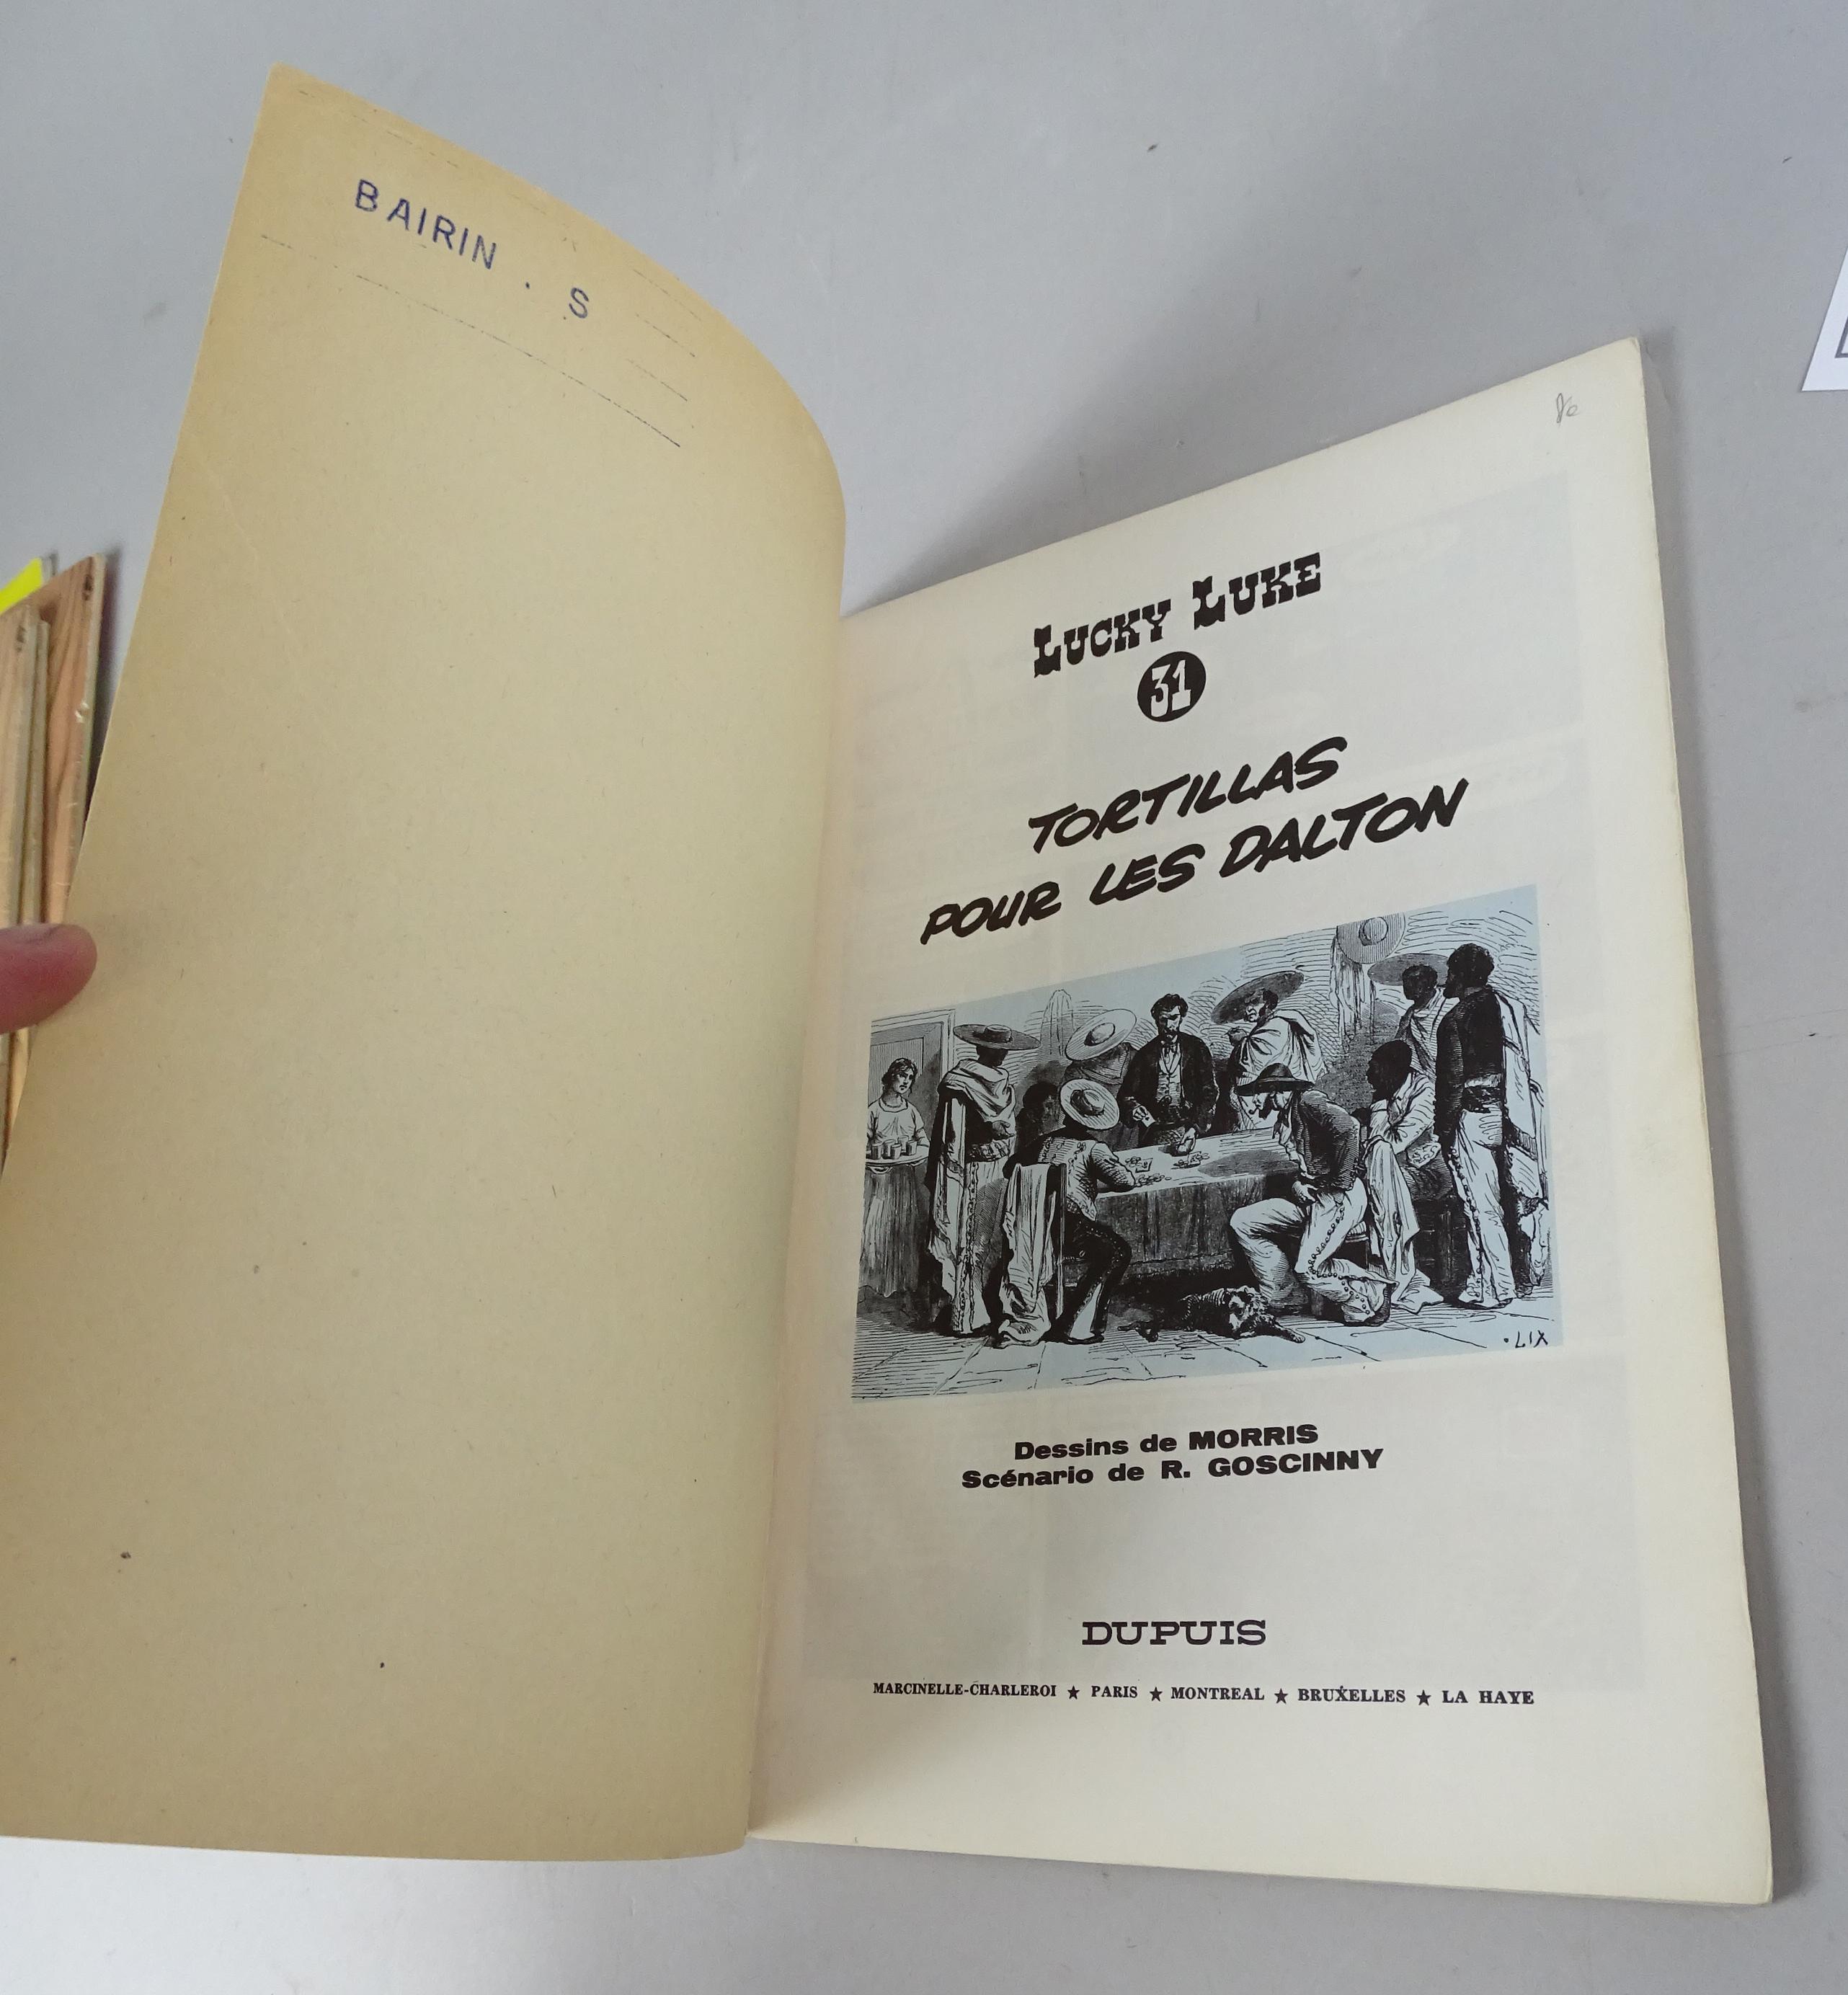 BAIRIN . S
LUCKY LUKE
31
TORTILLAS
POUR LES DALTON
LIX
Dessins de MORRIS
Scénario de R. GOSCINNY
DUPUIS
MARCINELLE-CHARLEROI ★ PARIS ★ MONTREAL ★ BRUXELLES ★ LA HAYE